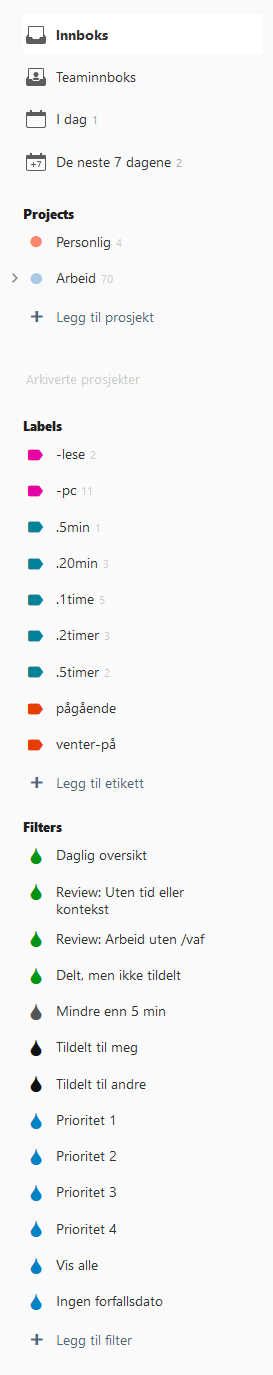 Innboks
Teaminnboks
I dag 1
+7 De neste 7 dagene 2
Projects
Personlig 4
Arbeid 70
+ Legg til prosjekt
Arkiverte prosjekter
Labels
-lese 2
-pc 11
.5min 1
.20min 3
.1time 5
.2timer 3
.5timer 2
pågående
venter-på
+ Legg til etikett
Filters
Daglig oversikt
Review: Uten tid eller
kontekst
Review: Arbeid uten /vaf
Delt, men ikke tildelt
Mindre enn 5 min
Tildelt til meg
Tildelt til andre
Prioritet 1
Prioritet 2
Prioritet 3
Prioritet 4
Vis alle
Ingen forfallsdato
+ Legg til filter